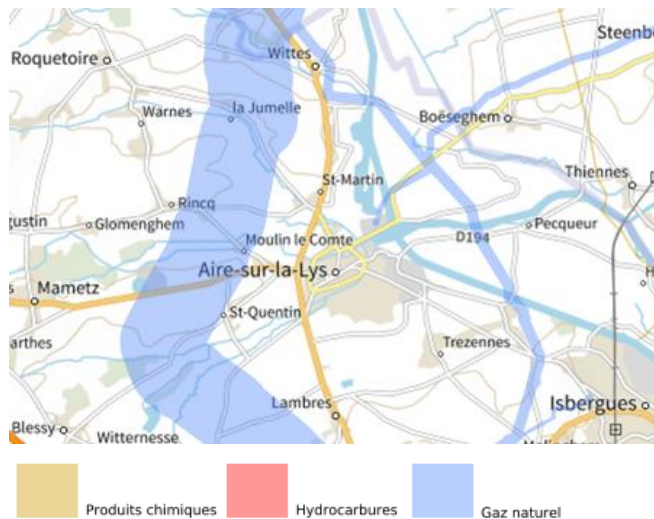 Roquetoire
Wittes
Steenb
Warnes
la Jumelle
Boëseghem
St-Martin
Thiennes
Rincq
gustin
Glomenghem
Pecqueur
Moulin le Comte
D194
Aire-sur-la-Lys
Mametz
St-Quentin
arthes
Trezennes
Lambres
Isbergues
Blessy
Witternesse
Produits chimiques
Hydrocarbures
Gaz naturel